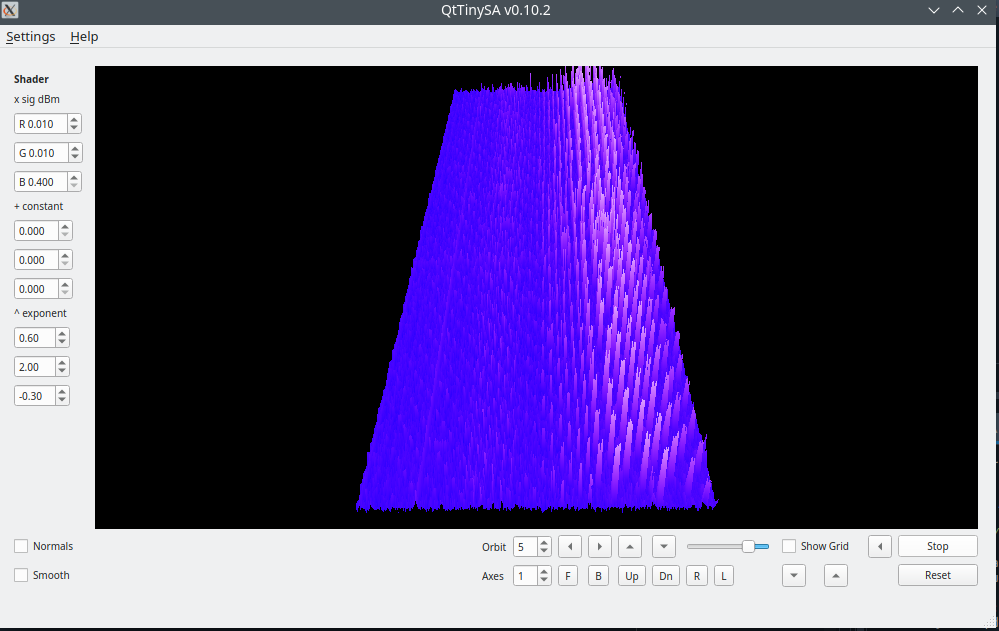 QtTinySA v0.10.2
Settings Help
Shader
x sig dBm
R 0.010
G 0.010
B 0.400
+ constant
0.000
0.000
0.000
^ exponent
0.60
2.00
-0.30
Normals Orbit 5 Show Grid Stop
Smooth Axes 1 F B Up Dn R L Reset